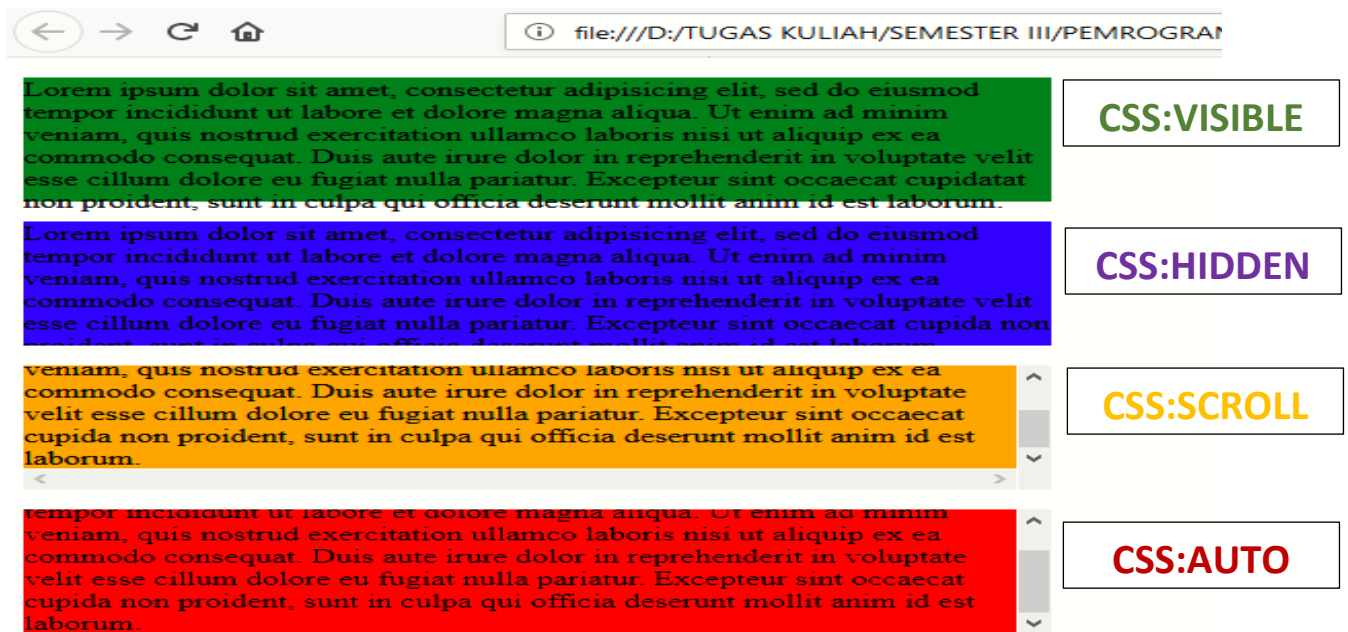 file:///D:/TUGAS KULIAH/SEMESTER III/PEMROGRAM
Lorem ipsum dolor sit amet, consectetur adipisicing elit, sed do eiusmod
tempor incididunt ut labore et dolore magna aliqua. Ut enim ad minim
veniam, quis nostrud exercitation ullamco laboris nisi ut aliquip ex ea
commodo consequat. Duis aute irure dolor in reprehenderit in voluptate velit
esse cillum dolore eu fugiat nulla pariatur. Excepteur sint occaecat cupidatat
non proident, sunt in culpa qui officia deserunt mollit anim id est laborum.
CSS:VISIBLE
Lorem ipsum dolor sit amet, consectetur adipisicing elit, sed do eiusmod
tempor incididunt ut labore et dolore magna aliqua. Ut enim ad minim
veniam, quis nostrud exercitation ullamco laboris nisi ut aliquip ex ea
commodo consequat. Duis aute irure dolor in reprehenderit in voluptate velit
esse cillum dolore eu fugiat nulla pariatur. Excepteur sint occaecat cupida non
proident, sunt in culpa qui officia deserunt mollit anim id est laborum.
CSS:HIDDEN
veniam, quis nostrud exercitation ullamco laboris nisi ut aliquip ex ea
commodo consequat. Duis aute irure dolor in reprehenderit in voluptate
velit esse cillum dolore eu fugiat nulla pariatur. Excepteur sint occaecat
cupida non proident, sunt in culpa qui officia deserunt mollit anim id est
laborum.
CSS:SCROLL
tempor incididunt ut labore et dolore magna aliqua. Ut enim ad minim
veniam, quis nostrud exercitation ullamco laboris nisi ut aliquip ex ea
commodo consequat. Duis aute irure dolor in reprehenderit in voluptate
velit esse cillum dolore eu fugiat nulla pariatur. Excepteur sint occaecat
cupida non proident, sunt in culpa qui officia deserunt mollit anim id est
laborum.
CSS:AUTO